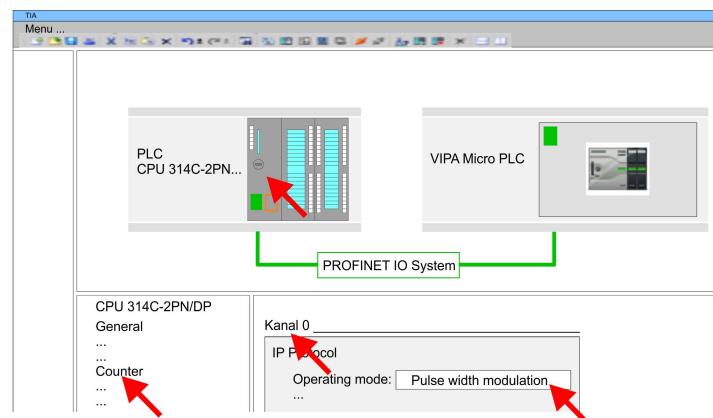 TIA
Menu ...
PLC
CPU 314C-2PN...
VIPA Micro PLC
PROFINET IO System
CPU 314C-2PN/DP
General
...
...
Counter
...
...
Kanal 0
IP Protocol
Operating mode: Pulse width modulation
...